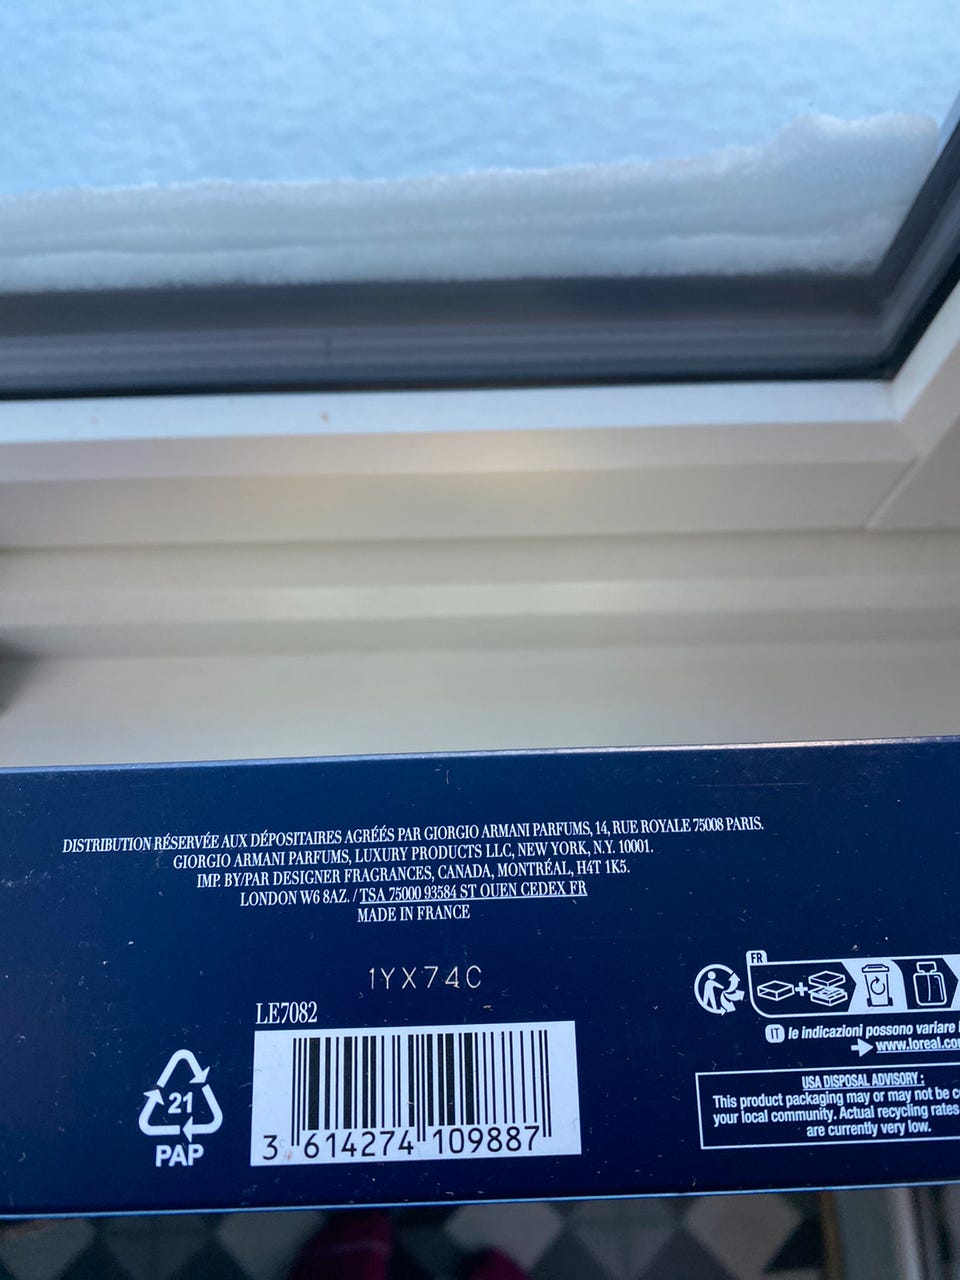 DISTRIBUTION RÉSERVÉE AUX DÉPOSITAIRES AGRÉÉS PAR GIORGIO ARMANI PARFUMS, 14, RUE ROYALE 75008 PARIS.
GIORGIO ARMANI PARFUMS, LUXURY PRODUCTS LLC, NEW YORK, N.Y. 10001.
IMP. BY/PAR DESIGNER FRAGRANCES, CANADA, MONTRÉAL, H4T 1K5.
LONDON W6 8AZ. / TSA 75000 93584 ST OUEN CEDEX FR
MADE IN FRANCE
1YX74C
LE7082
3 614274 109887
21
PAP
FR
IT le indicazioni possono variare
www.loreal.co
USA DISPOSAL ADVISORY :
This product packaging may or may not be
your local community. Actual recycling rates
are currently very low.